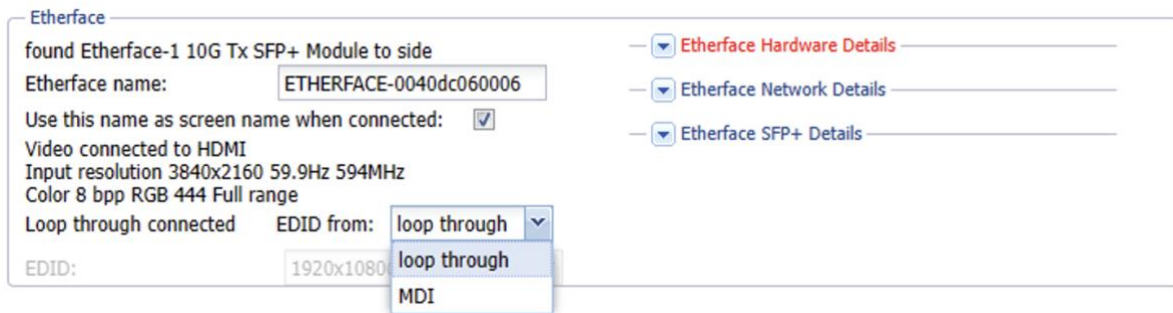 Etherface
found Etherface-1 10G Tx SFP+ Module to side
Etherface name: ETHERFACE-0040dc060006
Use this name as screen name when connected:
Video connected to HDMI
Input resolution 3840x2160 59.9Hz 594MHz
Color 8 bpp RGB 444 Full range
Loop through connected EDID from: loop through
loop through
MDI
EDID: 1920x1080
Etherface Hardware Details
Etherface Network Details
Etherface SFP+ Details